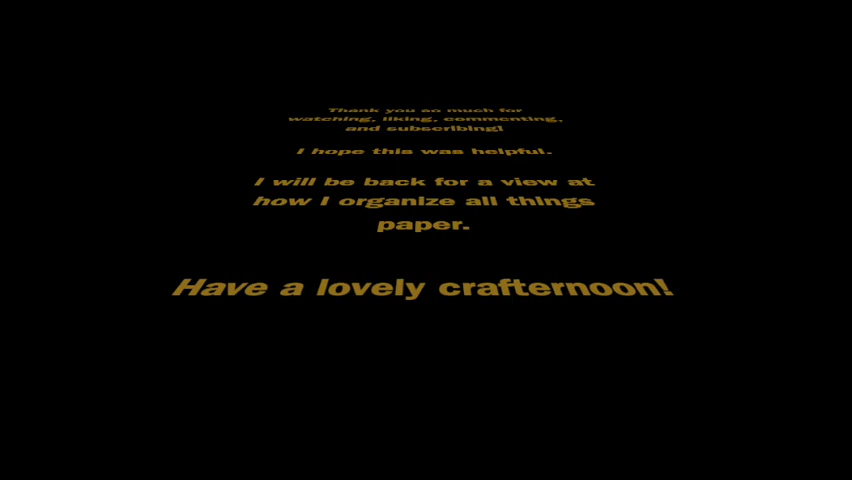 Thank you so much for
watching, liking, commenting,
and subscribing!
I hope this was helpful.
I will be back for a view at
how I organize all things
paper.
Have a lovely crafternoon!